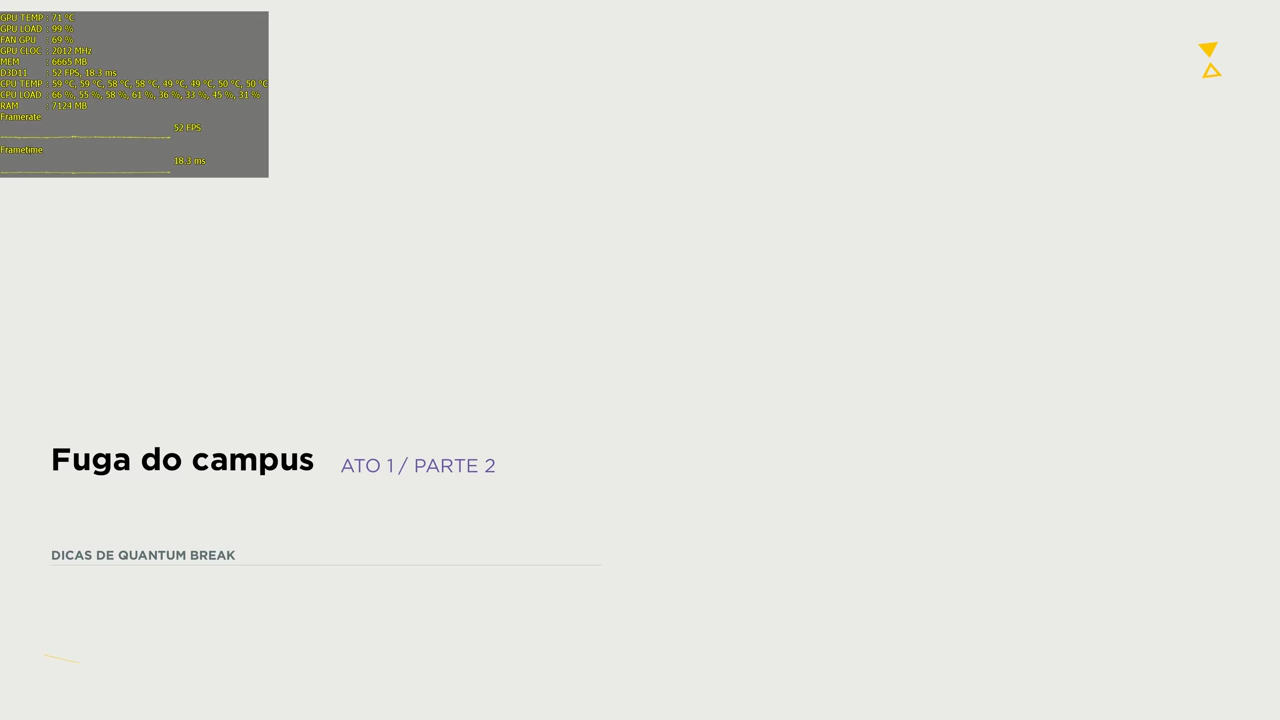 GPU TEMP : 71 °C
GPU LOAD : 99 %
FAN GPU : 69 %
GPU CLOC : 2012 MHz
MEM : 6665 MB
D3D11 : 52 FPS, 18.3 ms
CPU TEMP : 59 °C, 59 °C, 58 °C, 58 °C, 49 °C, 49 °C, 50 °C, 50 °C
CPU LOAD : 66 %, 55 %, 58 %, 61 %, 36 %, 33 %, 45 %, 31 %
RAM : 7124 MB
Framerate
52 FPS
Frametime
18.3 ms
Fuga do campus ATO 1 / PARTE 2
DICAS DE QUANTUM BREAK